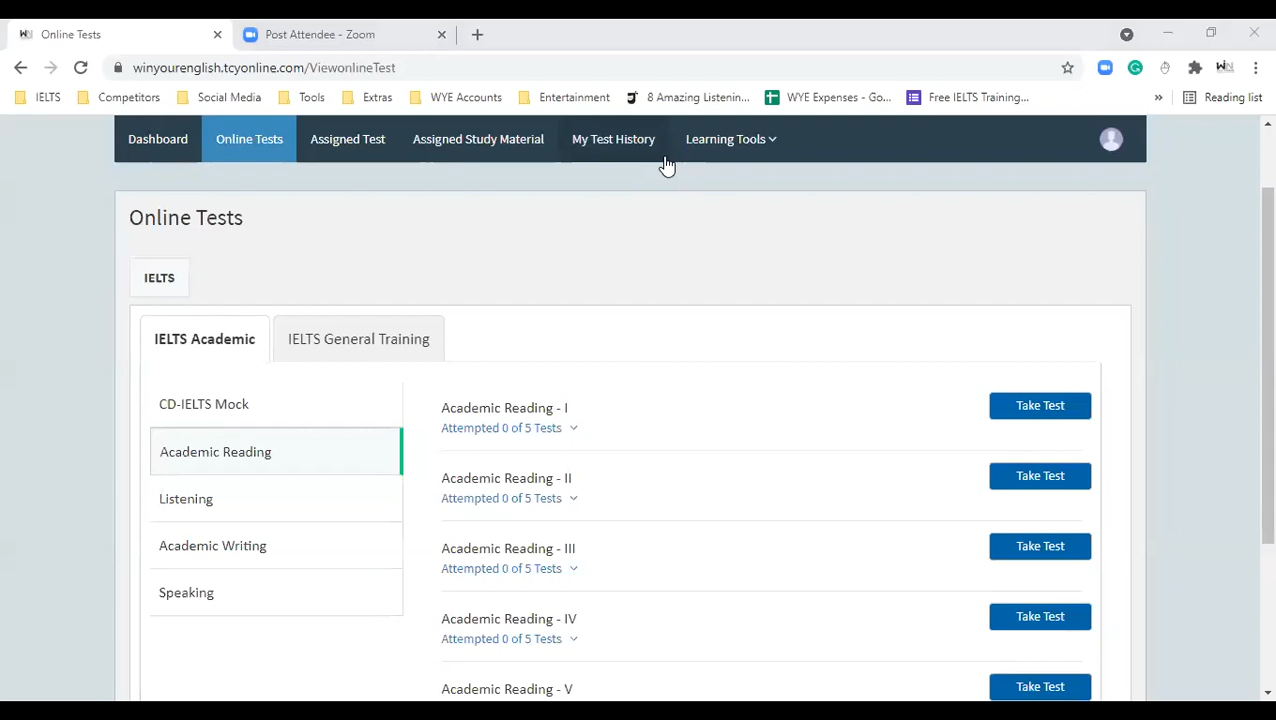 Online Tests
Post Attendee - Zoom
winyourenglish.tcyonline.com/ViewonlineTest
IELTS Competitors Social Media Tools Extras WYE Accounts Entertainment 8 Amazing Listenin... WYE Expenses - Go... Free IELTS Training... » Reading list
Dashboard Online Tests Assigned Test Assigned Study Material My Test History Learning Tools
Online Tests
IELTS
IELTS Academic IELTS General Training
CD-IELTS Mock
Academic Reading
Listening
Academic Writing
Speaking
Academic Reading - I Take Test
Attempted 0 of 5 Tests
Academic Reading - II Take Test
Attempted 0 of 5 Tests
Academic Reading - III Take Test
Attempted 0 of 5 Tests
Academic Reading - IV Take Test
Attempted 0 of 5 Tests
Academic Reading - V Take Test